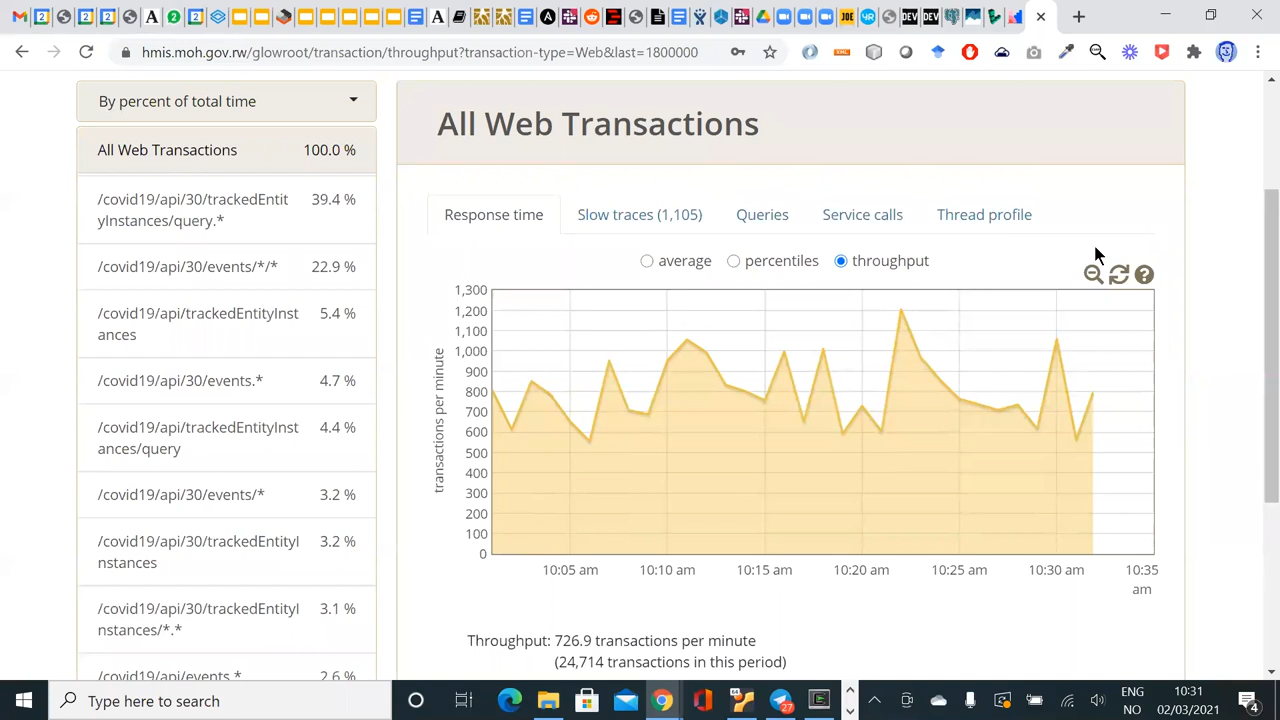 hmis.moh.gov.rw/glowroot/transaction/throughput?transaction-type=Web&last=1800000
By percent of total time
All Web Transactions 100.0 %
/covid19/api/30/trackedEntit 39.4 %
yInstances/query.*
/covid19/api/30/events/*/* 22.9 %
/covid19/api/trackedEntityInst 5.4 %
ances
/covid19/api/30/events.* 4.7 %
/covid19/api/trackedEntityInst 4.4 %
ances/query
/covid19/api/30/events/* 3.2 %
/covid19/api/30/trackedEntityI 3.2 %
nstances
/covid19/api/30/trackedEntityI 3.1 %
nstances/*.*
/covid19/api/events.* 2.6 %
All Web Transactions
Response time Slow traces (1,105) Queries Service calls Thread profile
average percentiles throughput
transactions per minute
1,300
1,200
1,100
1,000
900
800
700
600
500
400
300
200
100
0
10:05 am 10:10 am 10:15 am 10:20 am 10:25 am 10:30 am 10:35
am
Throughput: 726.9 transactions per minute
(24,714 transactions in this period)
Type here to search
27
ENG
NO
10:31
02/03/2021
4